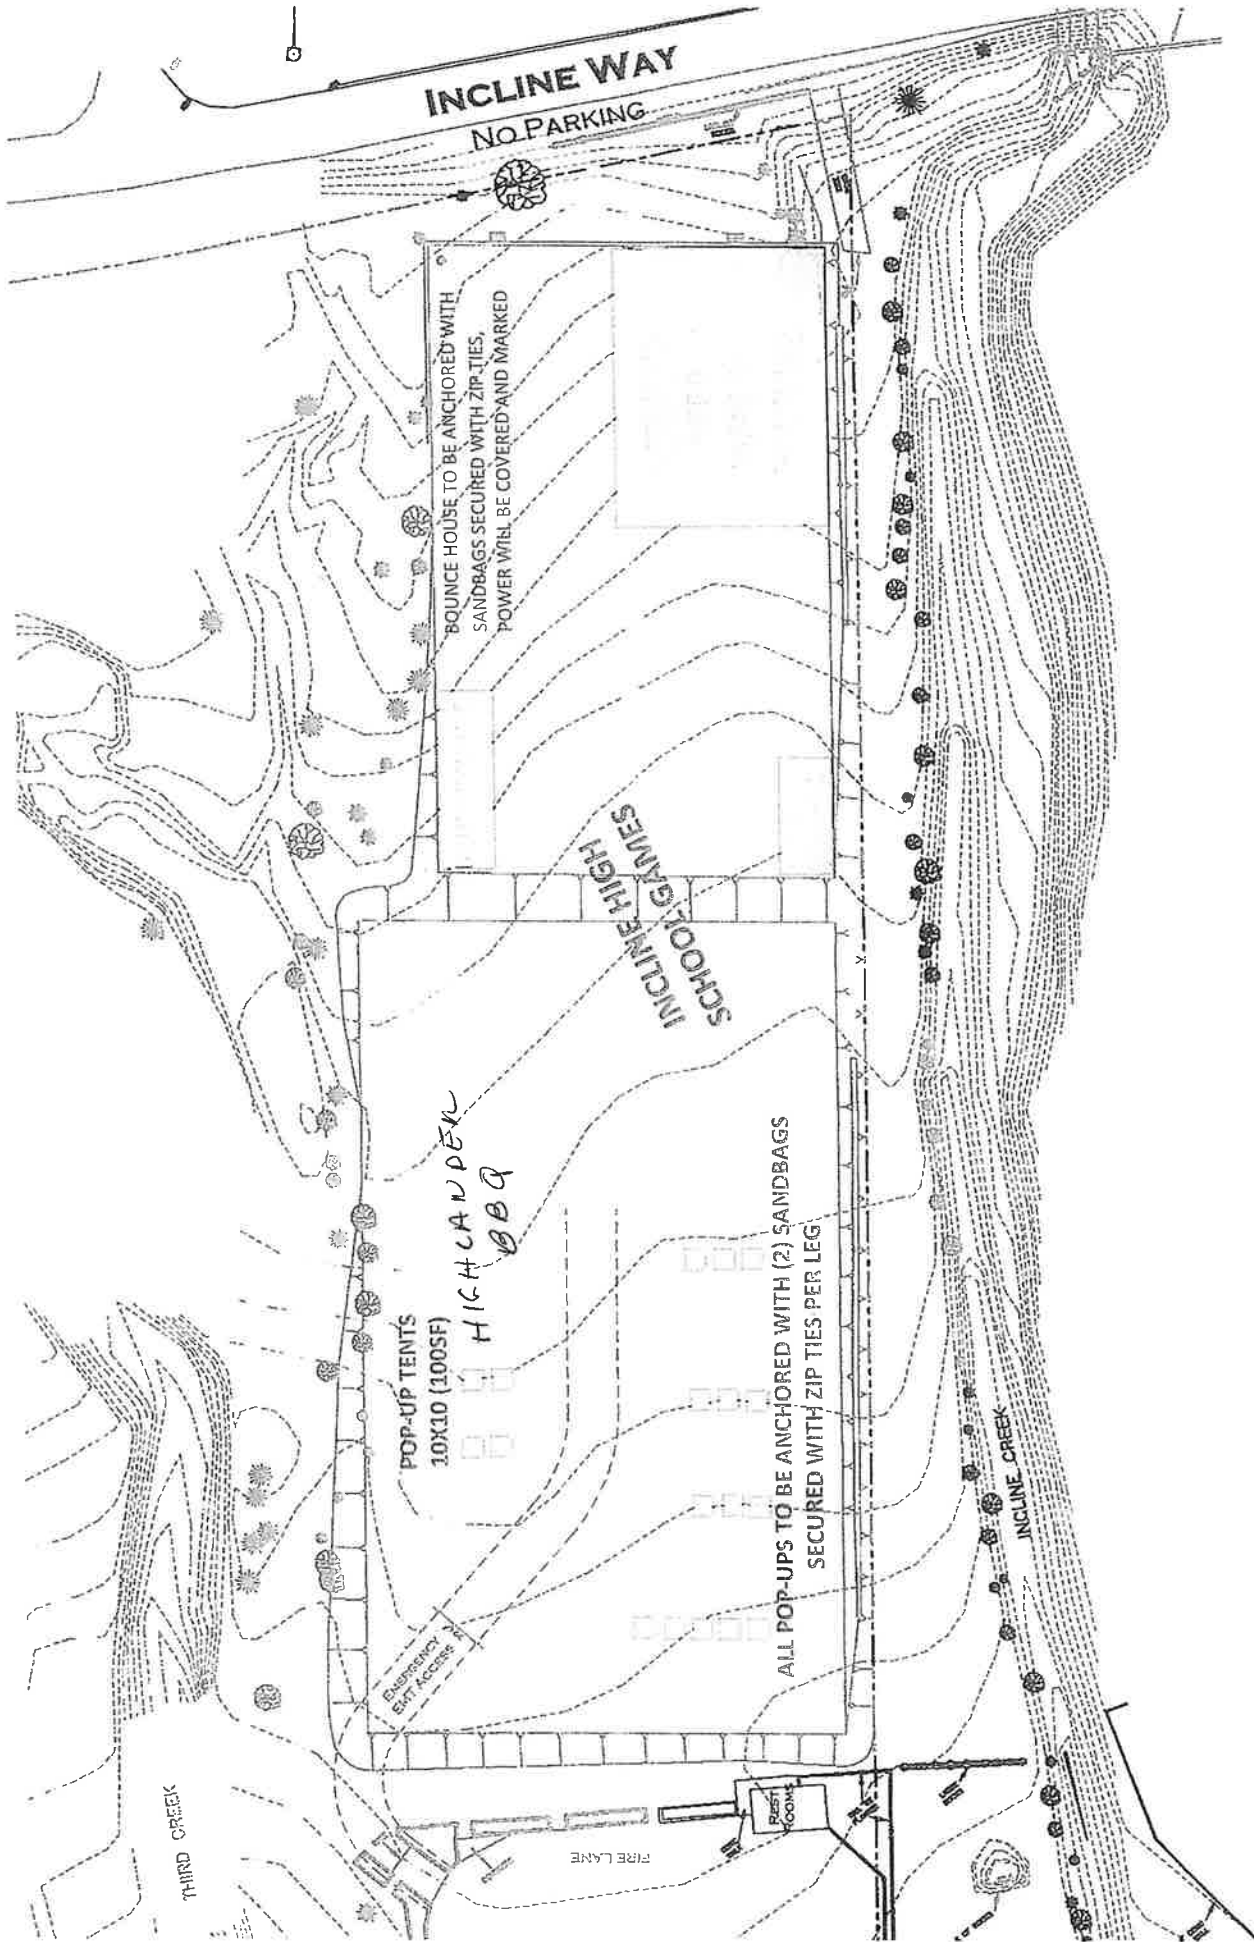 INCLINE WAY
NO PARKING
BOUNCE HOUSE TO BE ANCHORED WITH
SANDBAGS SECURED WITH ZIP TIES,
POWER WILL BE COVERED AND MARKED
INCLINE HIGH
SCHOOL GAMES
HIGHLANDER
BBQ
POP-UP TENTS
10X10 (100SF)
ALL POP-UPS TO BE ANCHORED WITH (2) SANDBAGS
SECURED WITH ZIP TIES PER LEG
EMERGENCY
EMT ACCESS
INCLINE CREEK
THIRD CREEK
FIRE LANE
REST
ROOMS